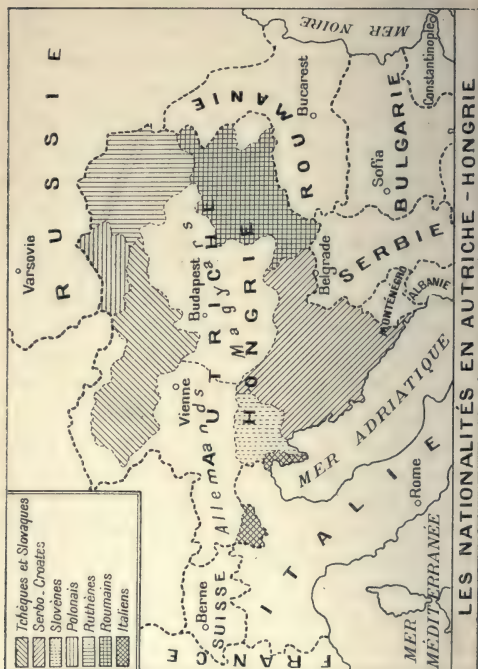 Tchèques et Slovaques
Serbo-Croates
Slovènes
Polonais
Ruthènes
Roumains
Italiens
RUSSIE
Varsovie
MER NOIRE
FRANCE
Berne
SUISSE
Allemands
Vienne
AUTRICHE
Budapest
Magyars
HONGRIE
ROUMANIE
Bucarest
Belgrade
SERBIE
Sofia
BULGARIE
Constantinople
MONTÉNÉGRO
ALBANIE
MER ADRIATIQUE
ITALIE
Rome
MER
MÉDITERRANÉE
LES NATIONALITÉS EN AUTRICHE-HONGRIE